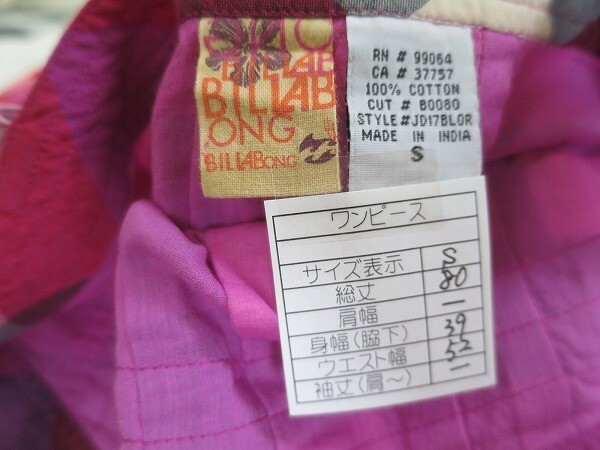 BILLAB
BILLAB
ONG
BILLABONG
RN # 99064
CA # 37757
100% COTTON
CUT # B0080
STYLE#JD17BLOR
MADE IN INDIA
S
ワンピース
サイズ表示 S
総丈 80
肩幅 —
身幅(脇下) 39
ウエスト幅 52
袖丈(肩~) —